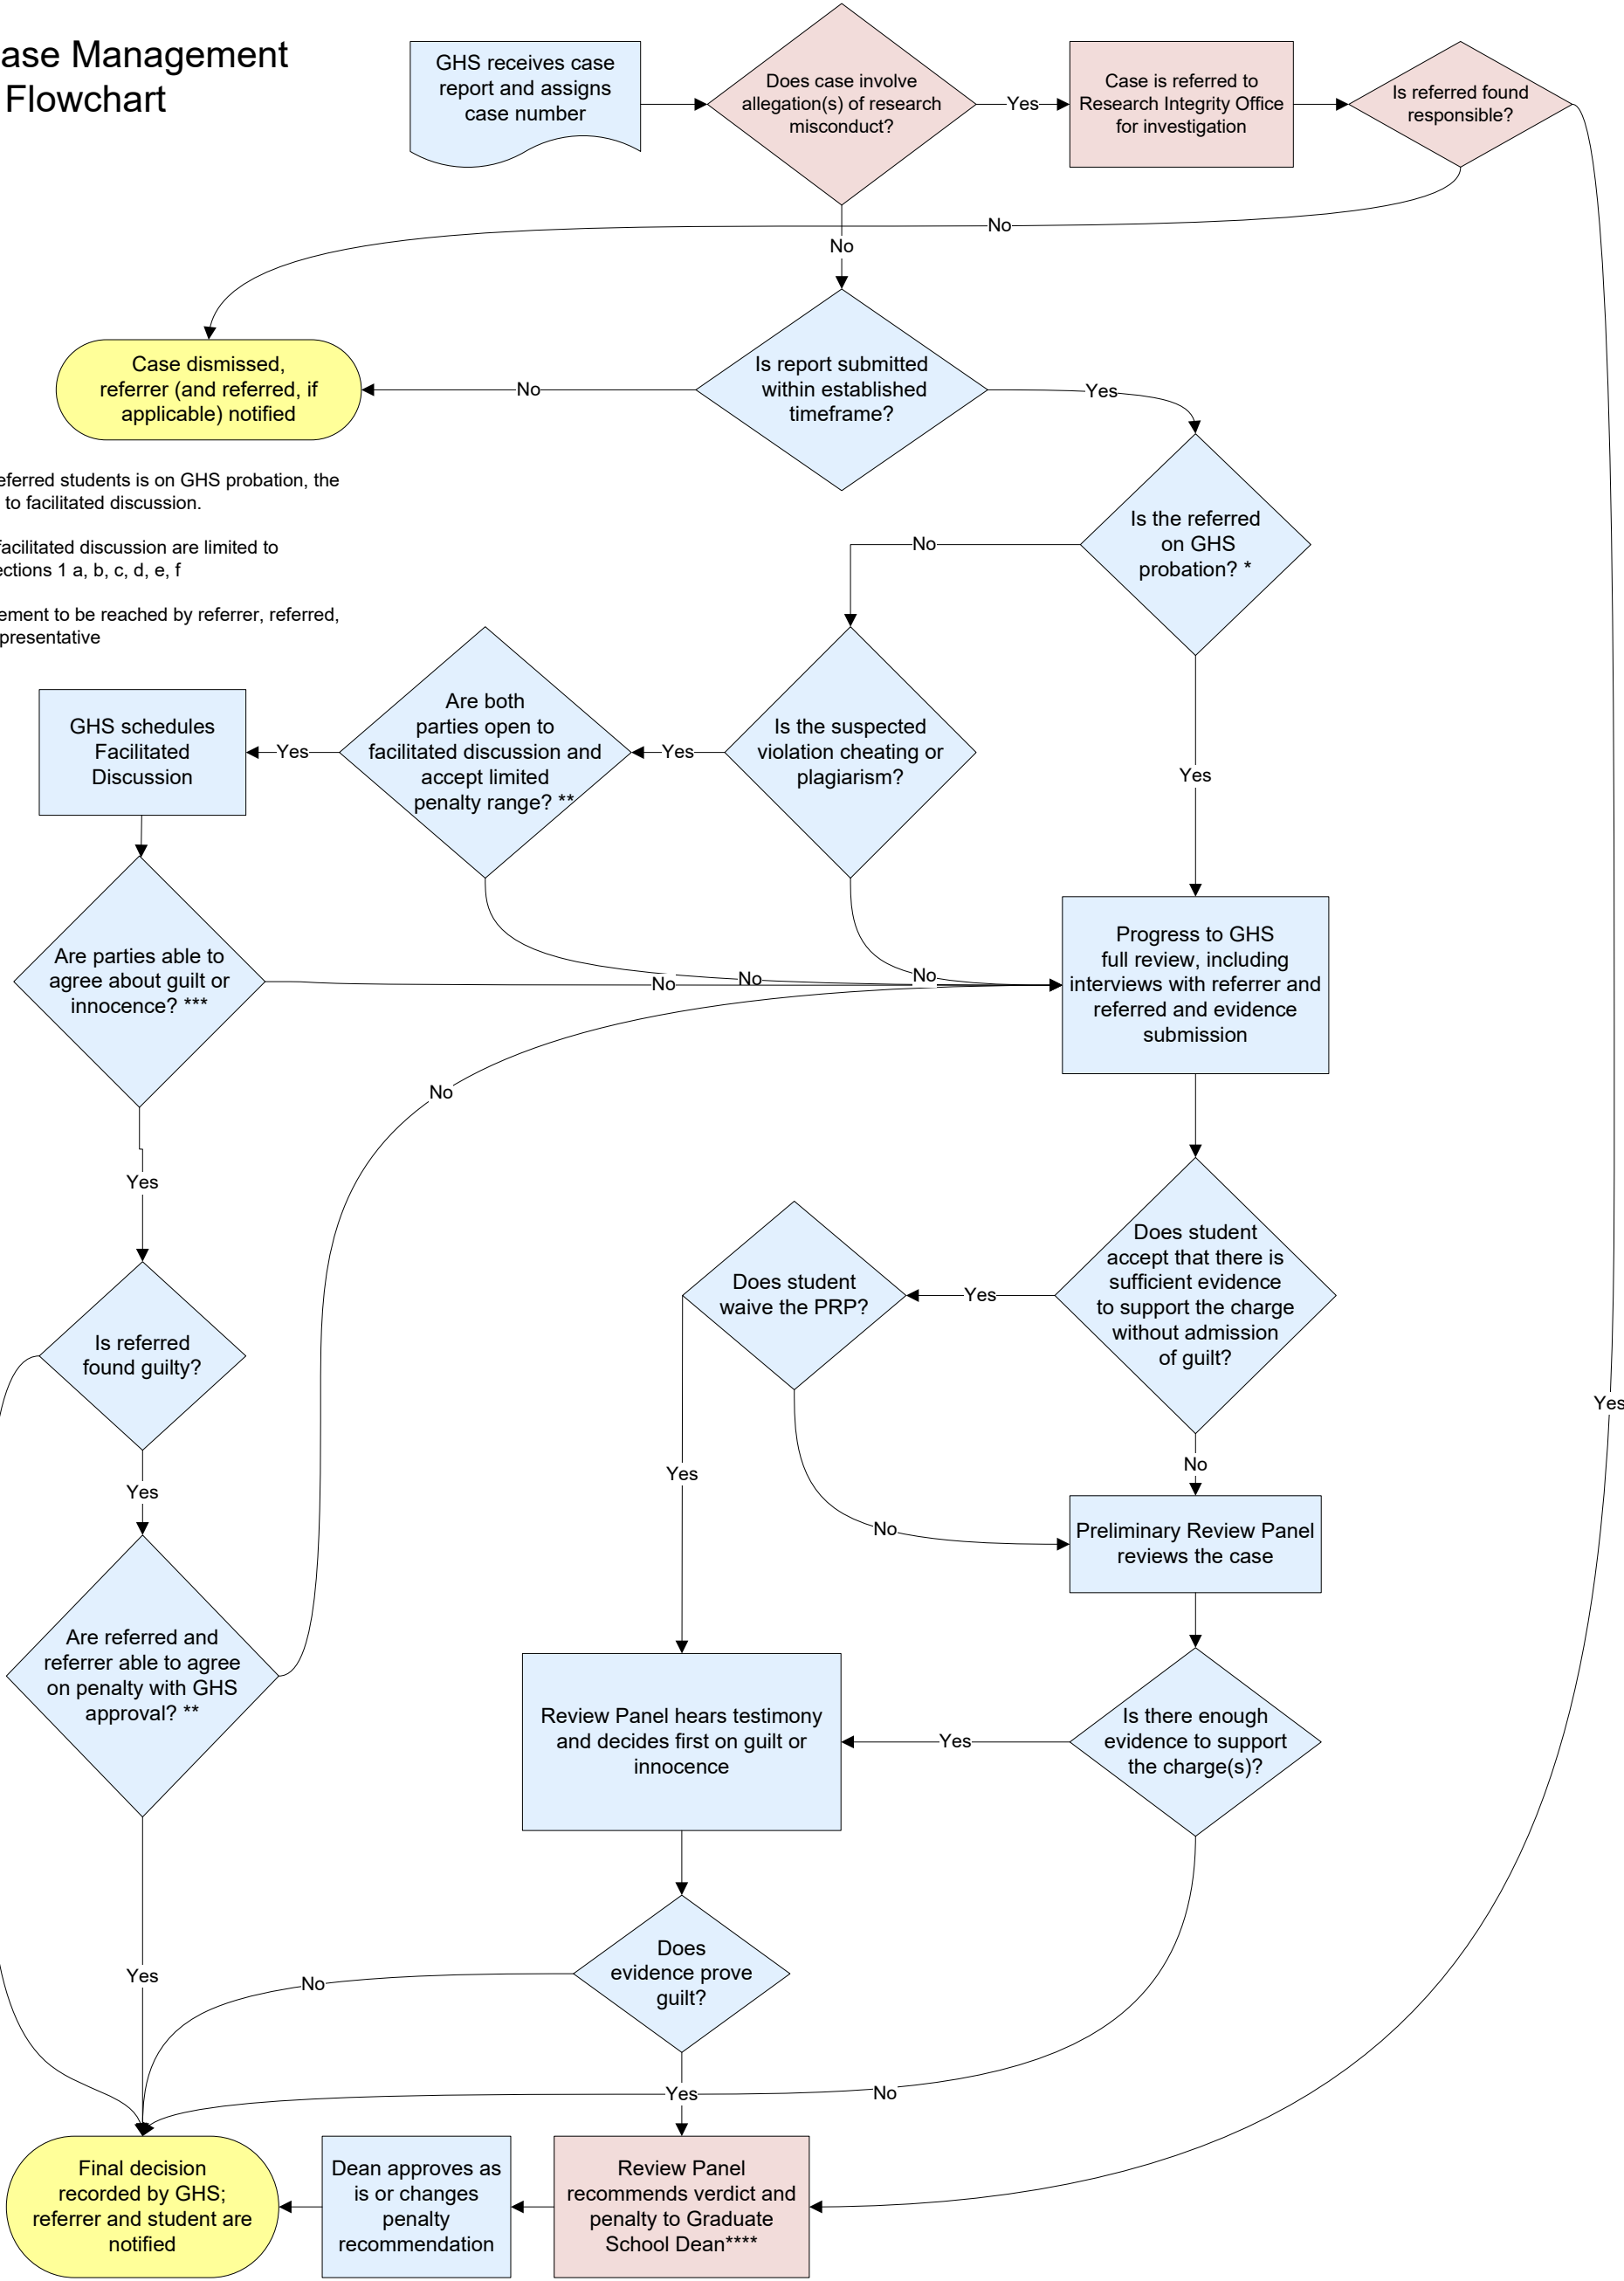 ase Management
Flowchart
GHS receives case
report and assigns
case number
Does case involve
allegation(s) of research
misconduct?
Yes
Case is referred to
Research Integrity Office
for investigation
Is referred found
responsible?
No
No
Case dismissed,
referrer (and referred, if
applicable) notified
No
Is report submitted
within established
timeframe?
Yes
eferred students is on GHS probation, the
to facilitated discussion.
facilitated discussion are limited to
ections 1 a, b, c, d, e, f
ement to be reached by referrer, referred,
presentative
Is the referred
on GHS
probation? *
No
Yes
GHS schedules
Facilitated
Discussion
Yes
Are both
parties open to
facilitated discussion and
accept limited
penalty range? **
Yes
Is the suspected
violation cheating or
plagiarism?
Are parties able to
agree about guilt or
innocence? ***
No
No
No
Progress to GHS
full review, including
interviews with referrer and
referred and evidence
submission
No
Yes
Does student
waive the PRP?
Yes
Does student
accept that there is
sufficient evidence
to support the charge
without admission
of guilt?
Is referred
found guilty?
Yes
Yes
No
Yes
No
Preliminary Review Panel
reviews the case
Are referred and
referrer able to agree
on penalty with GHS
approval? **
Review Panel hears testimony
and decides first on guilt or
innocence
Yes
Is there enough
evidence to support
the charge(s)?
Yes
No
Does
evidence prove
guilt?
Yes
No
Final decision
recorded by GHS;
referrer and student are
notified
Dean approves as
is or changes
penalty
recommendation
Review Panel
recommends verdict and
penalty to Graduate
School Dean****